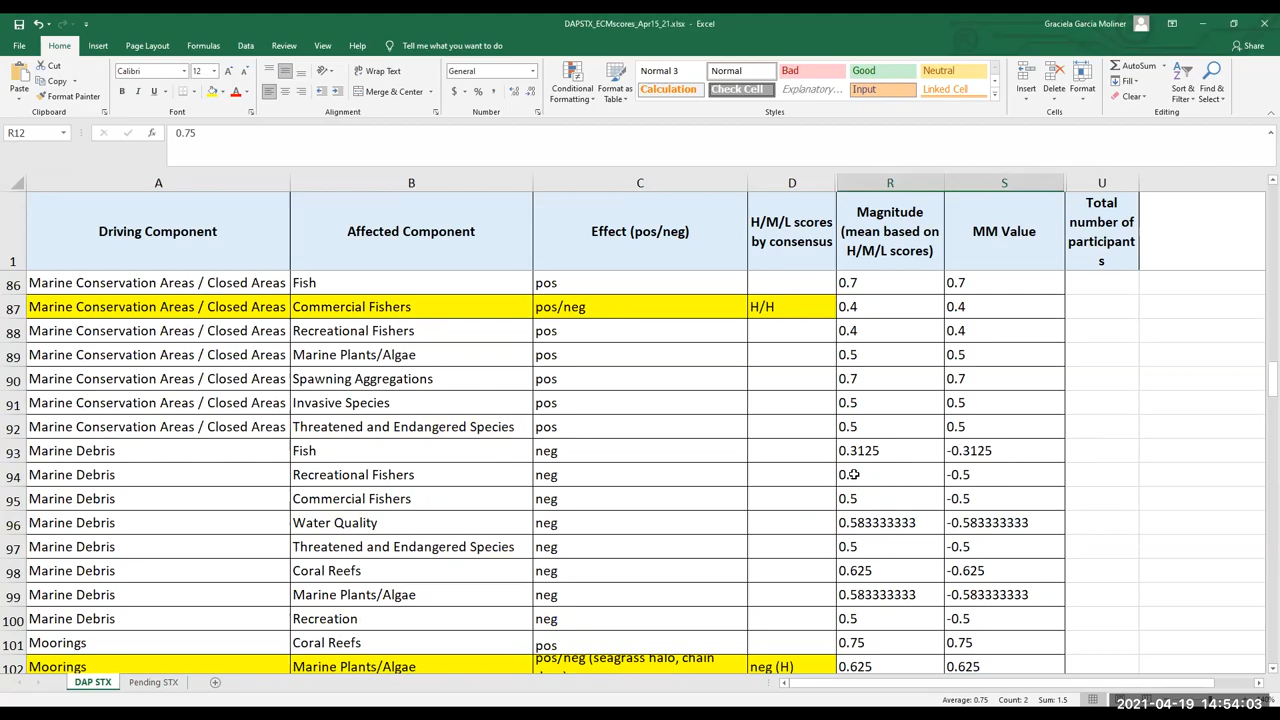 DAPSTX_ECMscores_Apr15_21.xlsx - Excel
Graciela Garcia Moliner
File Home Insert Page Layout Formulas Data Review View Help Tell me what you want to do Share
Cut
Copy
Format Painter
Paste
Calibri 12
Wrap Text
Merge & Center
General
Conditional Formatting
Format as Table
Normal 3 Normal Bad Good Neutral
Calculation Check Cell Explanatory... Input Linked Cell
Insert Delete Format
AutoSum
Fill
Clear
Sort & Filter
Find & Select
Clipboard Font Alignment Number Styles Cells Editing
R12 0.75
A B C D R S U
1 Driving Component Affected Component Effect (pos/neg) H/M/L scores by consensus Magnitude (mean based on H/M/L scores) MM Value Total number of participants
86 Marine Conservation Areas / Closed Areas Fish pos 0.7 0.7
87 Marine Conservation Areas / Closed Areas Commercial Fishers pos/neg H/H 0.4 0.4
88 Marine Conservation Areas / Closed Areas Recreational Fishers pos 0.4 0.4
89 Marine Conservation Areas / Closed Areas Marine Plants/Algae pos 0.5 0.5
90 Marine Conservation Areas / Closed Areas Spawning Aggregations pos 0.7 0.7
91 Marine Conservation Areas / Closed Areas Invasive Species pos 0.5 0.5
92 Marine Conservation Areas / Closed Areas Threatened and Endangered Species pos 0.5 0.5
93 Marine Debris Fish neg 0.3125 -0.3125
94 Marine Debris Recreational Fishers neg -0.5
95 Marine Debris Commercial Fishers neg 0.5 -0.5
96 Marine Debris Water Quality neg 0.583333333 -0.583333333
97 Marine Debris Threatened and Endangered Species neg 0.5 -0.5
98 Marine Debris Coral Reefs neg 0.625 -0.625
99 Marine Debris Marine Plants/Algae neg 0.583333333 -0.583333333
100 Marine Debris Recreation neg 0.5 -0.5
101 Moorings Coral Reefs pos 0.75 0.75
102 Moorings Marine Plants/Algae pos/neg (seagrass halo, chain neg (H) 0.625 0.625
DAP STX Pending STX
Average: 0.75 Count: 2 Sum: 1.5
2021-04-19 14:54:03